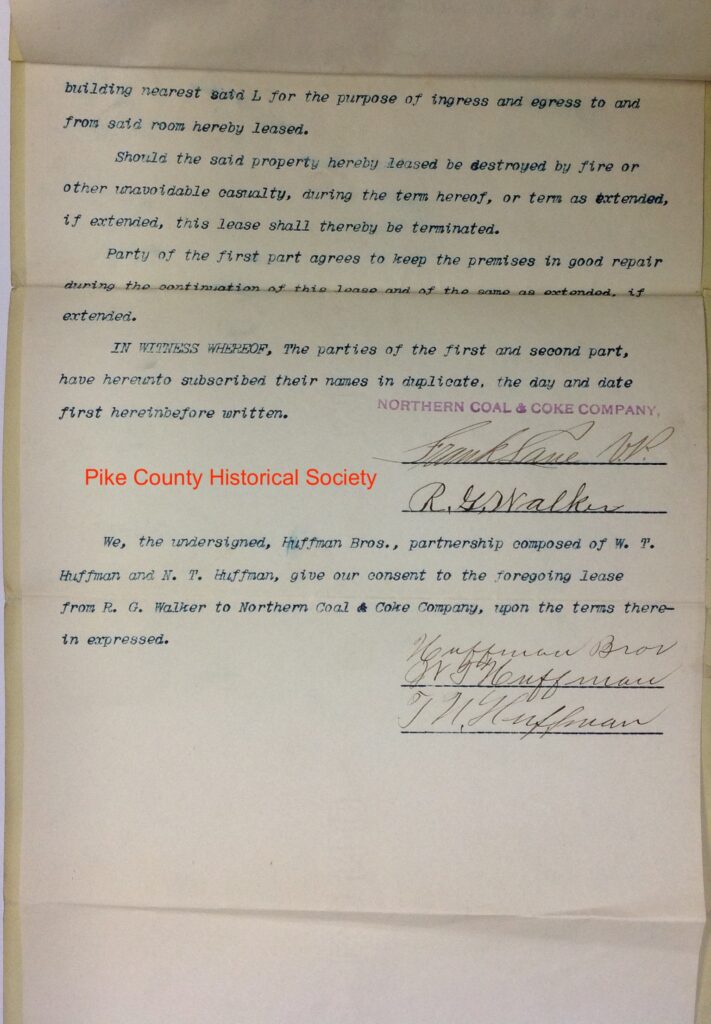 building nearest said L for the purpose of ingress and egress to and
from said room hereby leased.
Should the said property hereby leased be destroyed by fire or
other unavoidable casualty, during the term hereof, or term as extended,
if extended, this lease shall thereby be terminated.
Party of the first part agrees to keep the premises in good repair
during the continuation of this lease and of the same as extended, if
extended.
IN WITNESS WHEREOF, The parties of the first and second part,
have hereunto subscribed their names in duplicate, the day and date
first hereinbefore written.
NORTHERN COAL & COKE COMPANY,
Frank V.P.
Pike County Historical Society
R. G. Walker
We, the undersigned, Huffman Bros., partnership composed of W. T.
Huffman and N. T. Huffman, give our consent to the foregoing lease
from R. G. Walker to Northern Coal & Coke Company, upon the terms there-
in expressed.
Huffman Bros
W T Huffman
T N. Huffman